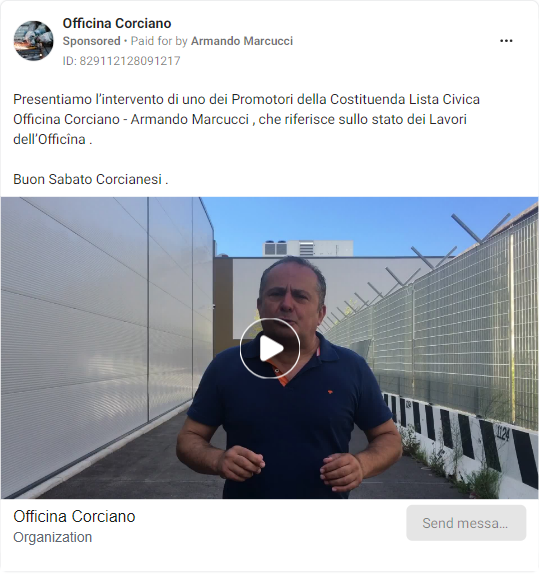 Officina Corciano
Sponsored • Paid for by Armando Marcucci
ID: 829112128091217
Presentiamo l'intervento di uno dei Promotori della Costituenda Lista Civica
Officina Corciano - Armando Marcucci , che riferisce sullo stato dei Lavori
dell'Officîna .
Buon Sabato Corcianesi .
1124
Officina Corciano
Organization
Send messa...